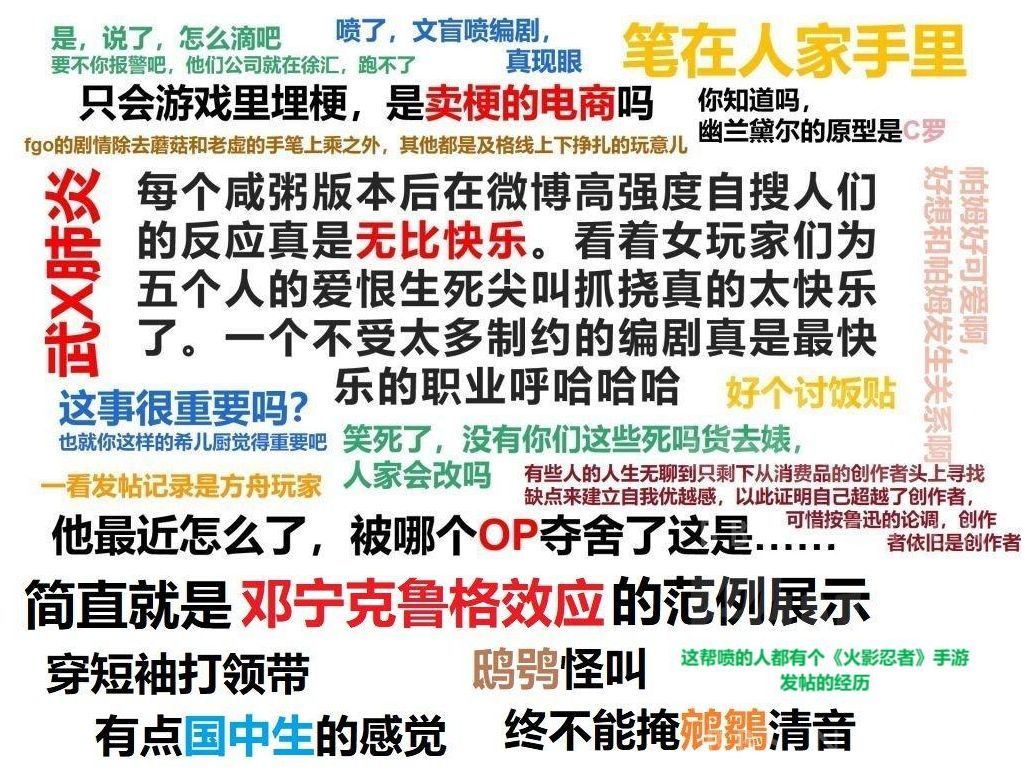 是，说了，怎么滴吧
要不你报警吧，他们公司就在徐汇，跑不了
喷了，文盲喷编剧，
真现眼
笔在人家手里
只会游戏里埋梗，是卖梗的电商吗
你知道吗，
幽兰黛尔的原型是C罗
fgo的剧情除去蘑菇和老虚的手笔上乘之外，其他都是及格线上下挣扎的玩意儿
武X肺炎
每个咸粥版本后在微博高强度自搜人们
的反应真是无比快乐。看着女玩家们为
五个人的爱恨生死尖叫抓挠真的太快乐
了。一个不受太多制约的编剧真是最快
乐的职业呼哈哈哈
帕姆好可爱啊，
好想和帕姆发生关系啊
这事很重要吗？
也就你这样的希儿厨觉得重要吧
好个讨饭贴
笑死了，没有你们这些死吗货去婊，
人家会改吗
一看发帖记录是方舟玩家
有些人的人生无聊到只剩下从消费品的创作者头上寻找
缺点来建立自我优越感，以此证明自己超越了创作者，
可惜按鲁迅的论调，创作
者依旧是创作者
他最近怎么了，被哪个OP夺舍了这是……
简直就是邓宁克鲁格效应的范例展示
穿短袖打领带
鸱鸮怪叫
这帮喷的人都有个《火影忍者》手游
发帖的经历
有点国中生的感觉
终不能掩鹓鶵清音